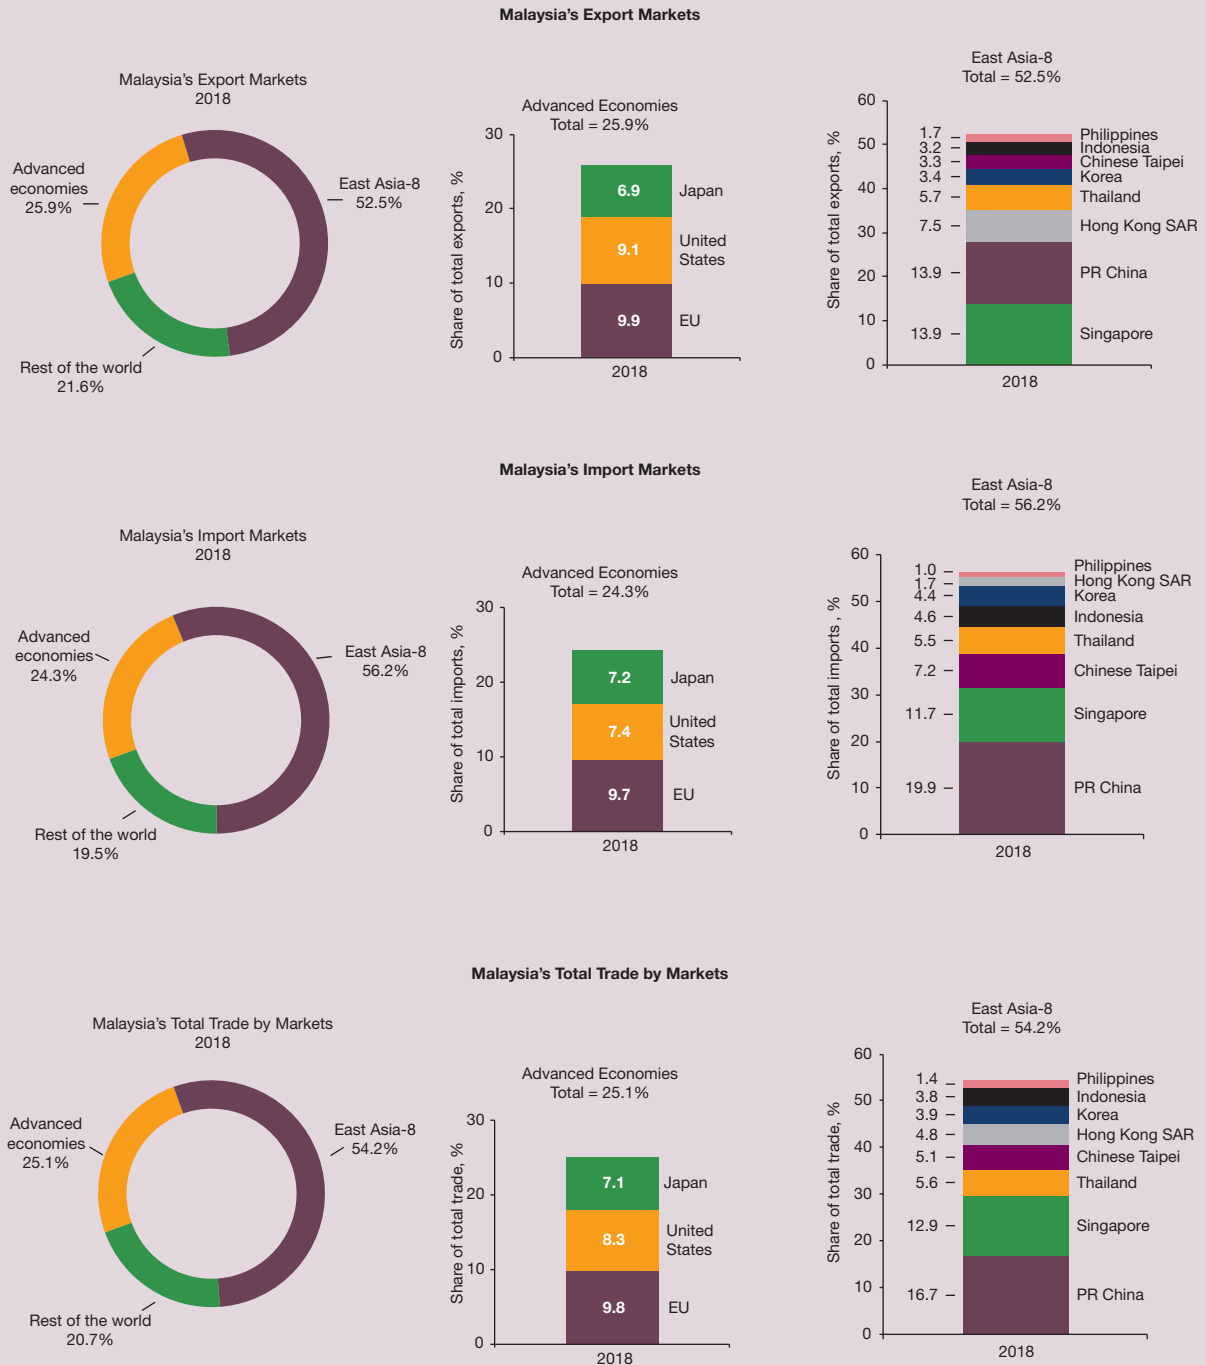 Malaysia's Export Markets
Malaysia's Export Markets
2018
Advanced
economies
25.9%
East Asia-8
52.5%
Rest of the world
21.6%
Advanced Economies
Total = 25.9%
Share of total exports, %
30
20
10
0
6.9
Japan
9.1
United
States
9.9
EU
2018
East Asia-8
Total = 52.5%
Share of total exports, %
60
50
40
30
20
10
0
1.7
Philippines
3.2
Indonesia
3.3
Chinese Taipei
3.4
Korea
5.7
Thailand
7.5
Hong Kong SAR
13.9
PR China
13.9
Singapore
2018
Malaysia's Import Markets
Malaysia's Import Markets
2018
Advanced
economies
24.3%
East Asia-8
56.2%
Rest of the world
19.5%
Advanced Economies
Total = 24.3%
Share of total imports, %
30
20
10
0
7.2
Japan
7.4
United
States
9.7
EU
2018
East Asia-8
Total = 56.2%
Share of total imports , %
60
50
40
30
20
10
0
1.0
Philippines
1.7
Hong Kong SAR
4.4
Korea
4.6
Indonesia
5.5
Thailand
7.2
Chinese Taipei
11.7
Singapore
19.9
PR China
2018
Malaysia's Total Trade by Markets
Malaysia's Total Trade by Markets
2018
Advanced
economies
25.1%
East Asia-8
54.2%
Rest of the world
20.7%
Advanced Economies
Total = 25.1%
Share of total trade, %
30
20
10
0
7.1
Japan
8.3
United
States
9.8
EU
2018
East Asia-8
Total = 54.2%
Share of total trade, %
60
50
40
30
20
10
0
1.4
Philippines
3.8
Indonesia
3.9
Korea
4.8
Hong Kong SAR
5.1
Chinese Taipei
5.6
Thailand
12.9
Singapore
16.7
PR China
2018